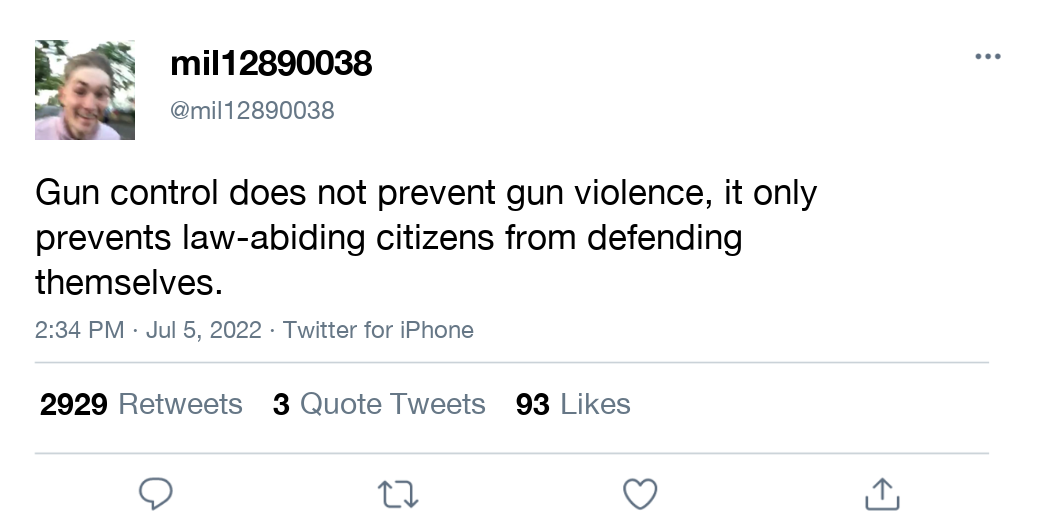 mil12890038
@mil12890038
Gun control does not prevent gun violence, it only
prevents law-abiding citizens from defending
themselves.
2:34 PM · Jul 5, 2022 · Twitter for iPhone
2929 Retweets 3 Quote Tweets 93 Likes